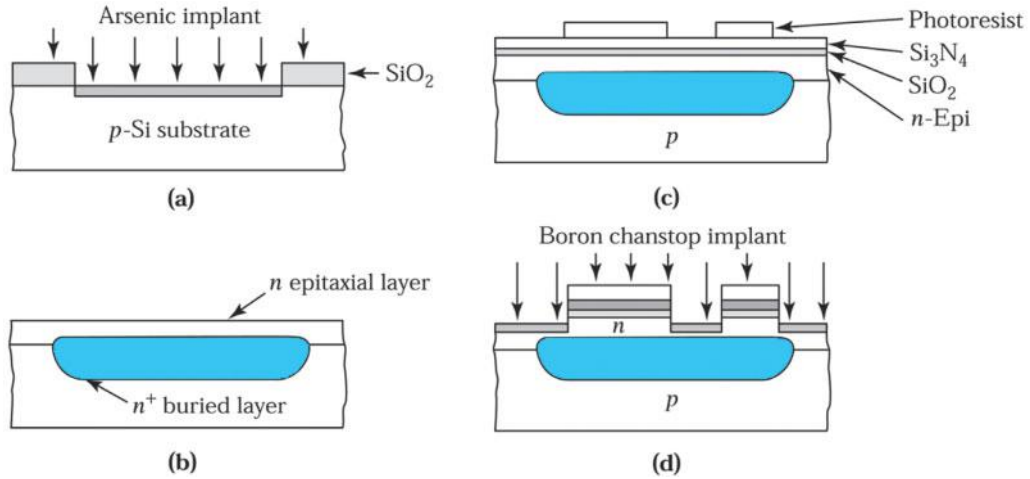 Arsenic implant
SiO₂
p-Si substrate
(a)
n epitaxial layer
n⁺ buried layer
(b)
Photoresist
Si₃N₄
SiO₂
n-Epi
p
(c)
Boron chanstop implant
n
p
(d)